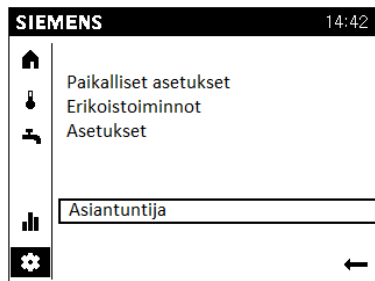 SIEMENS 14:42
Paikalliset asetukset
Erikoistoiminnot
Asetukset
Asiantuntija